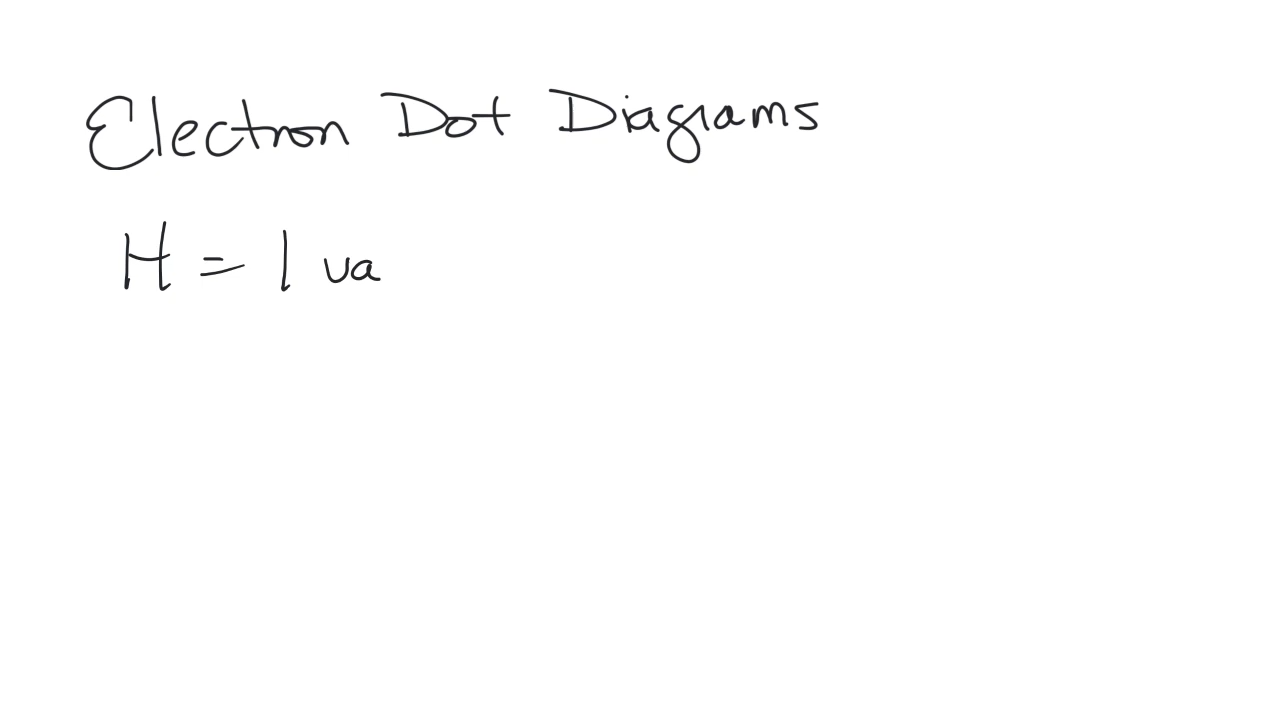 Electron Dot Diagrams
H = 1 va